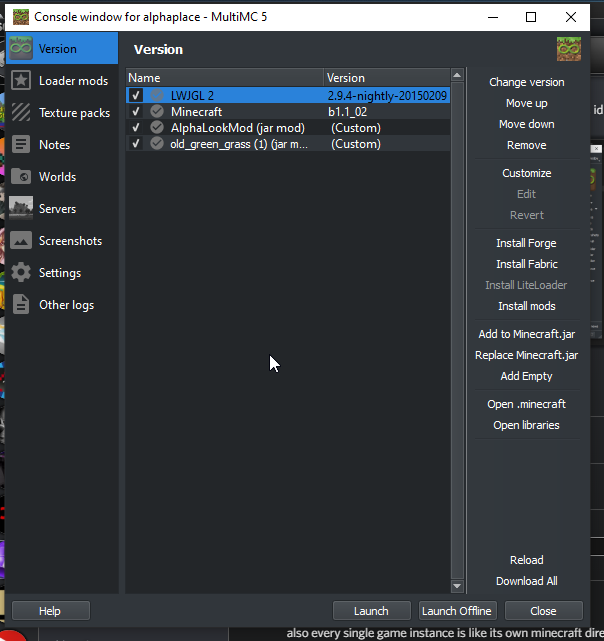 Console window for alphaplace - MultiMC 5
Version
Loader mods
Texture packs
Notes
Worlds
Servers
Screenshots
Settings
Other logs
Version
Name Version
LWJGL 2 2.9.4-nightly-20150209
Minecraft b1.1_02
AlphaLookMod (jar mod) (Custom)
old_green_grass (1) (jar m... (Custom)
Change version
Move up
Move down
Remove
Customize
Edit
Revert
Install Forge
Install Fabric
Install LiteLoader
Install mods
Add to Minecraft.jar
Replace Minecraft.jar
Add Empty
Open .minecraft
Open libraries
Reload
Download All
Help Launch Launch Offline Close
id
also every single game instance is like its own minecraft dire